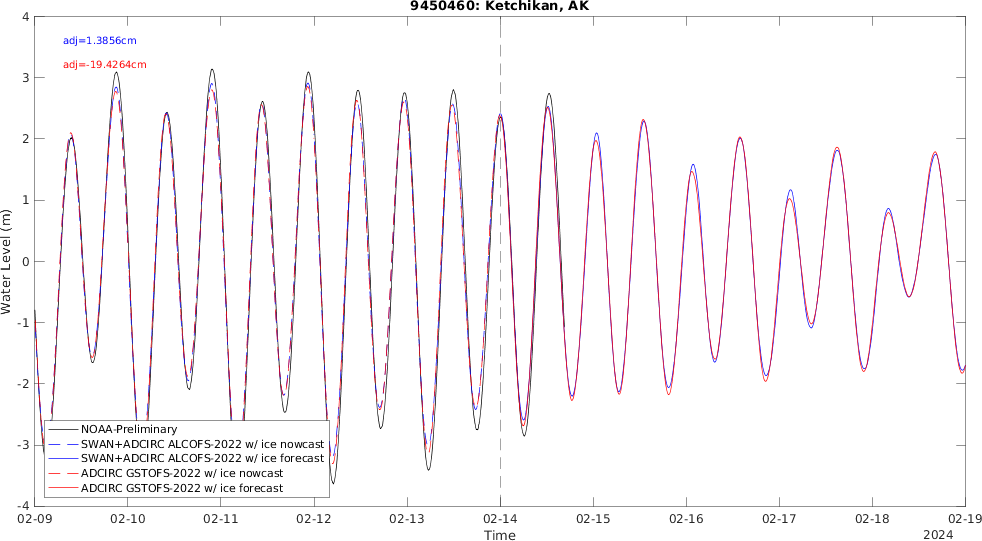 9450460: Ketchikan, AK
adj=1.3856cm
adj=-19.4264cm
4
3
2
1
0
-1
-2
-3
-4
Water Level (m)
NOAA-Preliminary
SWAN+ADCIRC ALCOFS-2022 w/ ice nowcast
SWAN+ADCIRC ALCOFS-2022 w/ ice forecast
ADCIRC GSTOFS-2022 w/ ice nowcast
ADCIRC GSTOFS-2022 w/ ice forecast
02-09 02-10 02-11 02-12 02-13 02-14 02-15 02-16 02-17 02-18 02-19
Time
2024